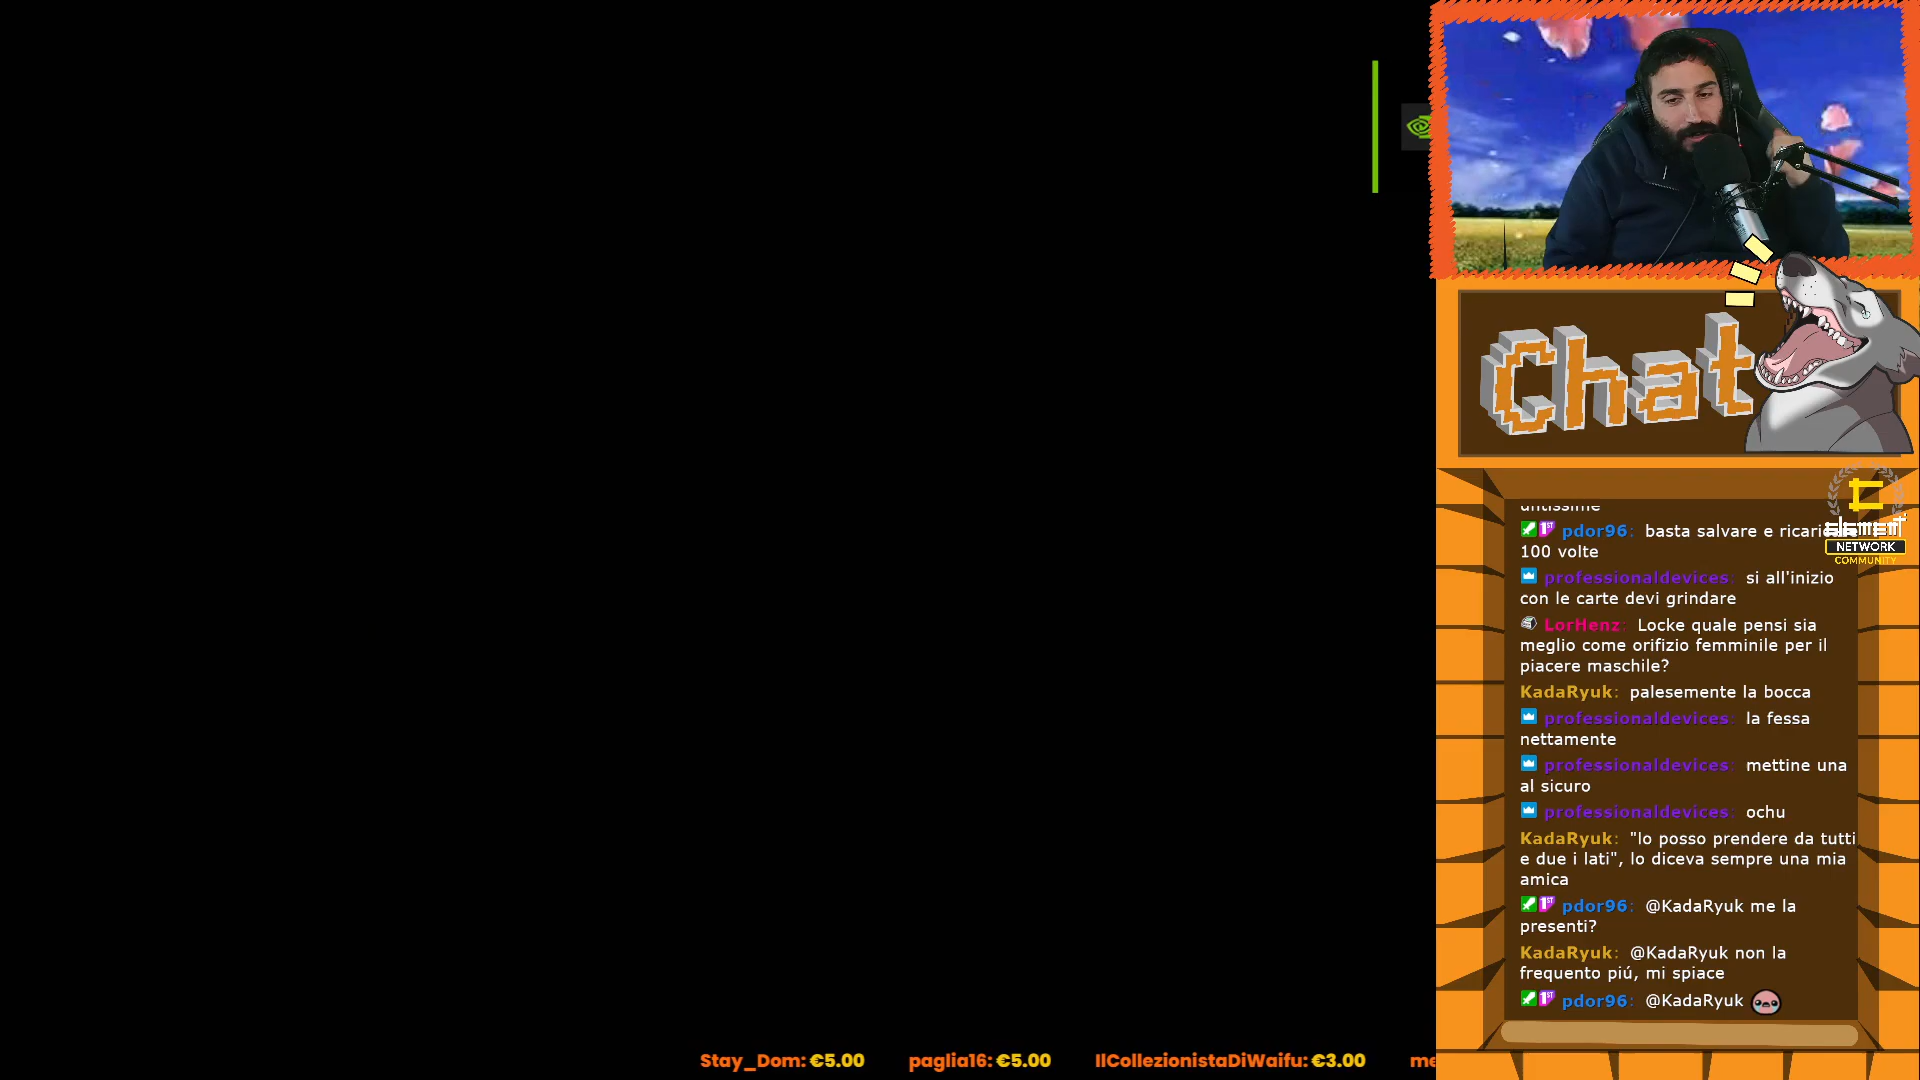 Chat
NETWORK
COMMUNITY
pdor96: basta salvare e
100 volte
professionaldevices: si all'inizio
con le carte devi grindare
LorHenz: Locke quale pensi sia
meglio come orifizio femminile per il
piacere maschile?
KadaRyuk: palesemente la bocca
professionaldevices: la fessa
nettamente
professionaldevices: mettine una
al sicuro
professionaldevices: ochu
KadaRyuk: "Io posso prendere da tutti
e due i lati", lo diceva sempre una mia
amica
pdor96: @KadaRyuk me la
presenti?
KadaRyuk: @KadaRyuk non la
frequento piú, mi spiace
pdor96: @KadaRyuk
Stay_Dom: €5.00 paglia16: €5.00 IlCollezionistaDiWaifu: €3.00